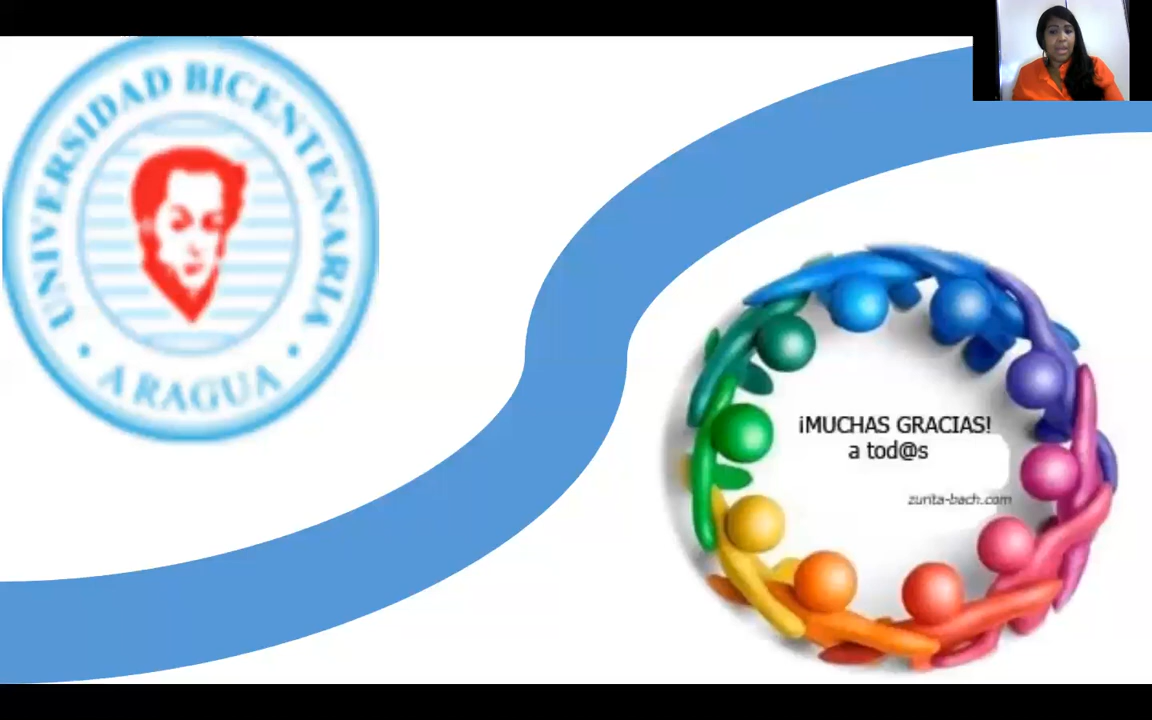 UNIVERSIDAD BICENTENARIA
• ARAGUA •
¡MUCHAS GRACIAS!
a tod@s
zurita-bach.com